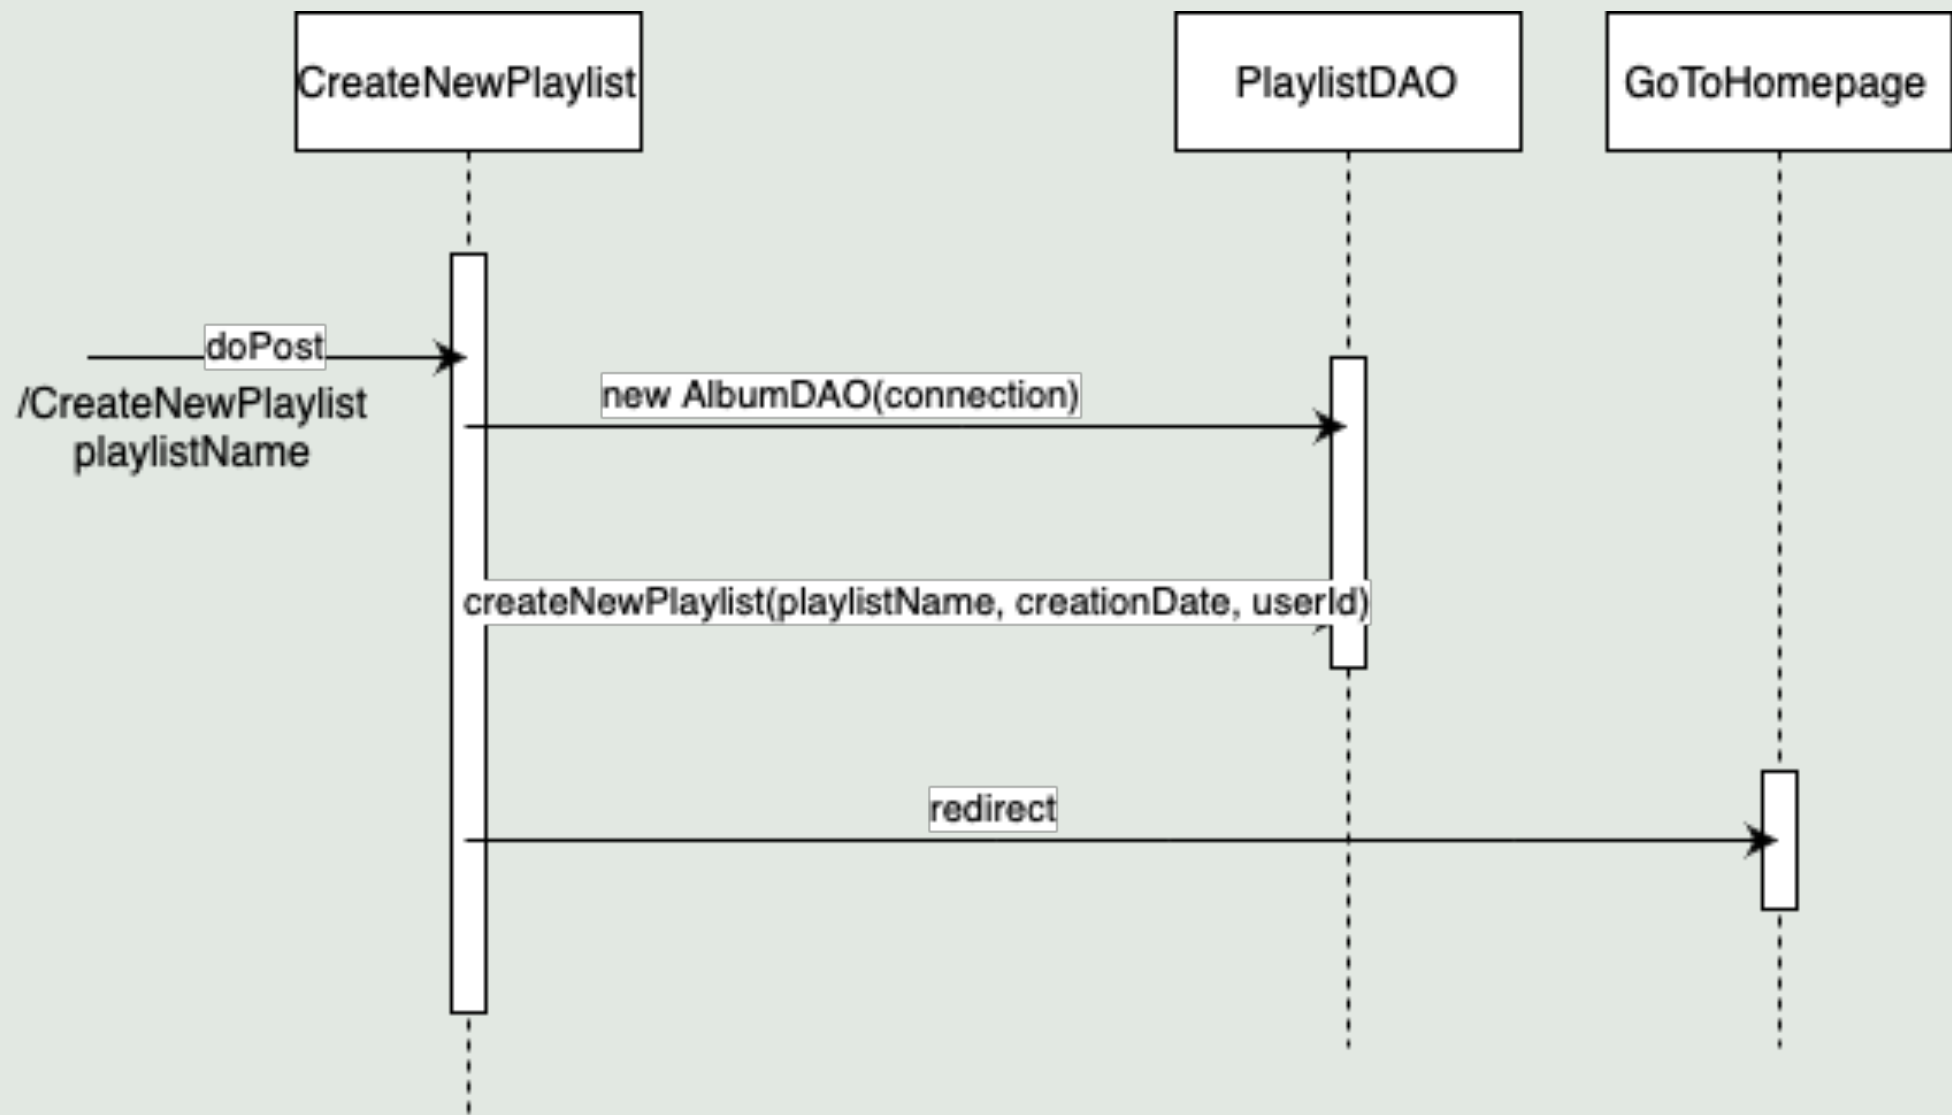 CreateNewPlaylist
PlaylistDAO
GoToHomepage
doPost
/CreateNewPlaylist
playlistName
new AlbumDAO(connection)
createNewPlaylist(playlistName, creationDate, userId)
redirect